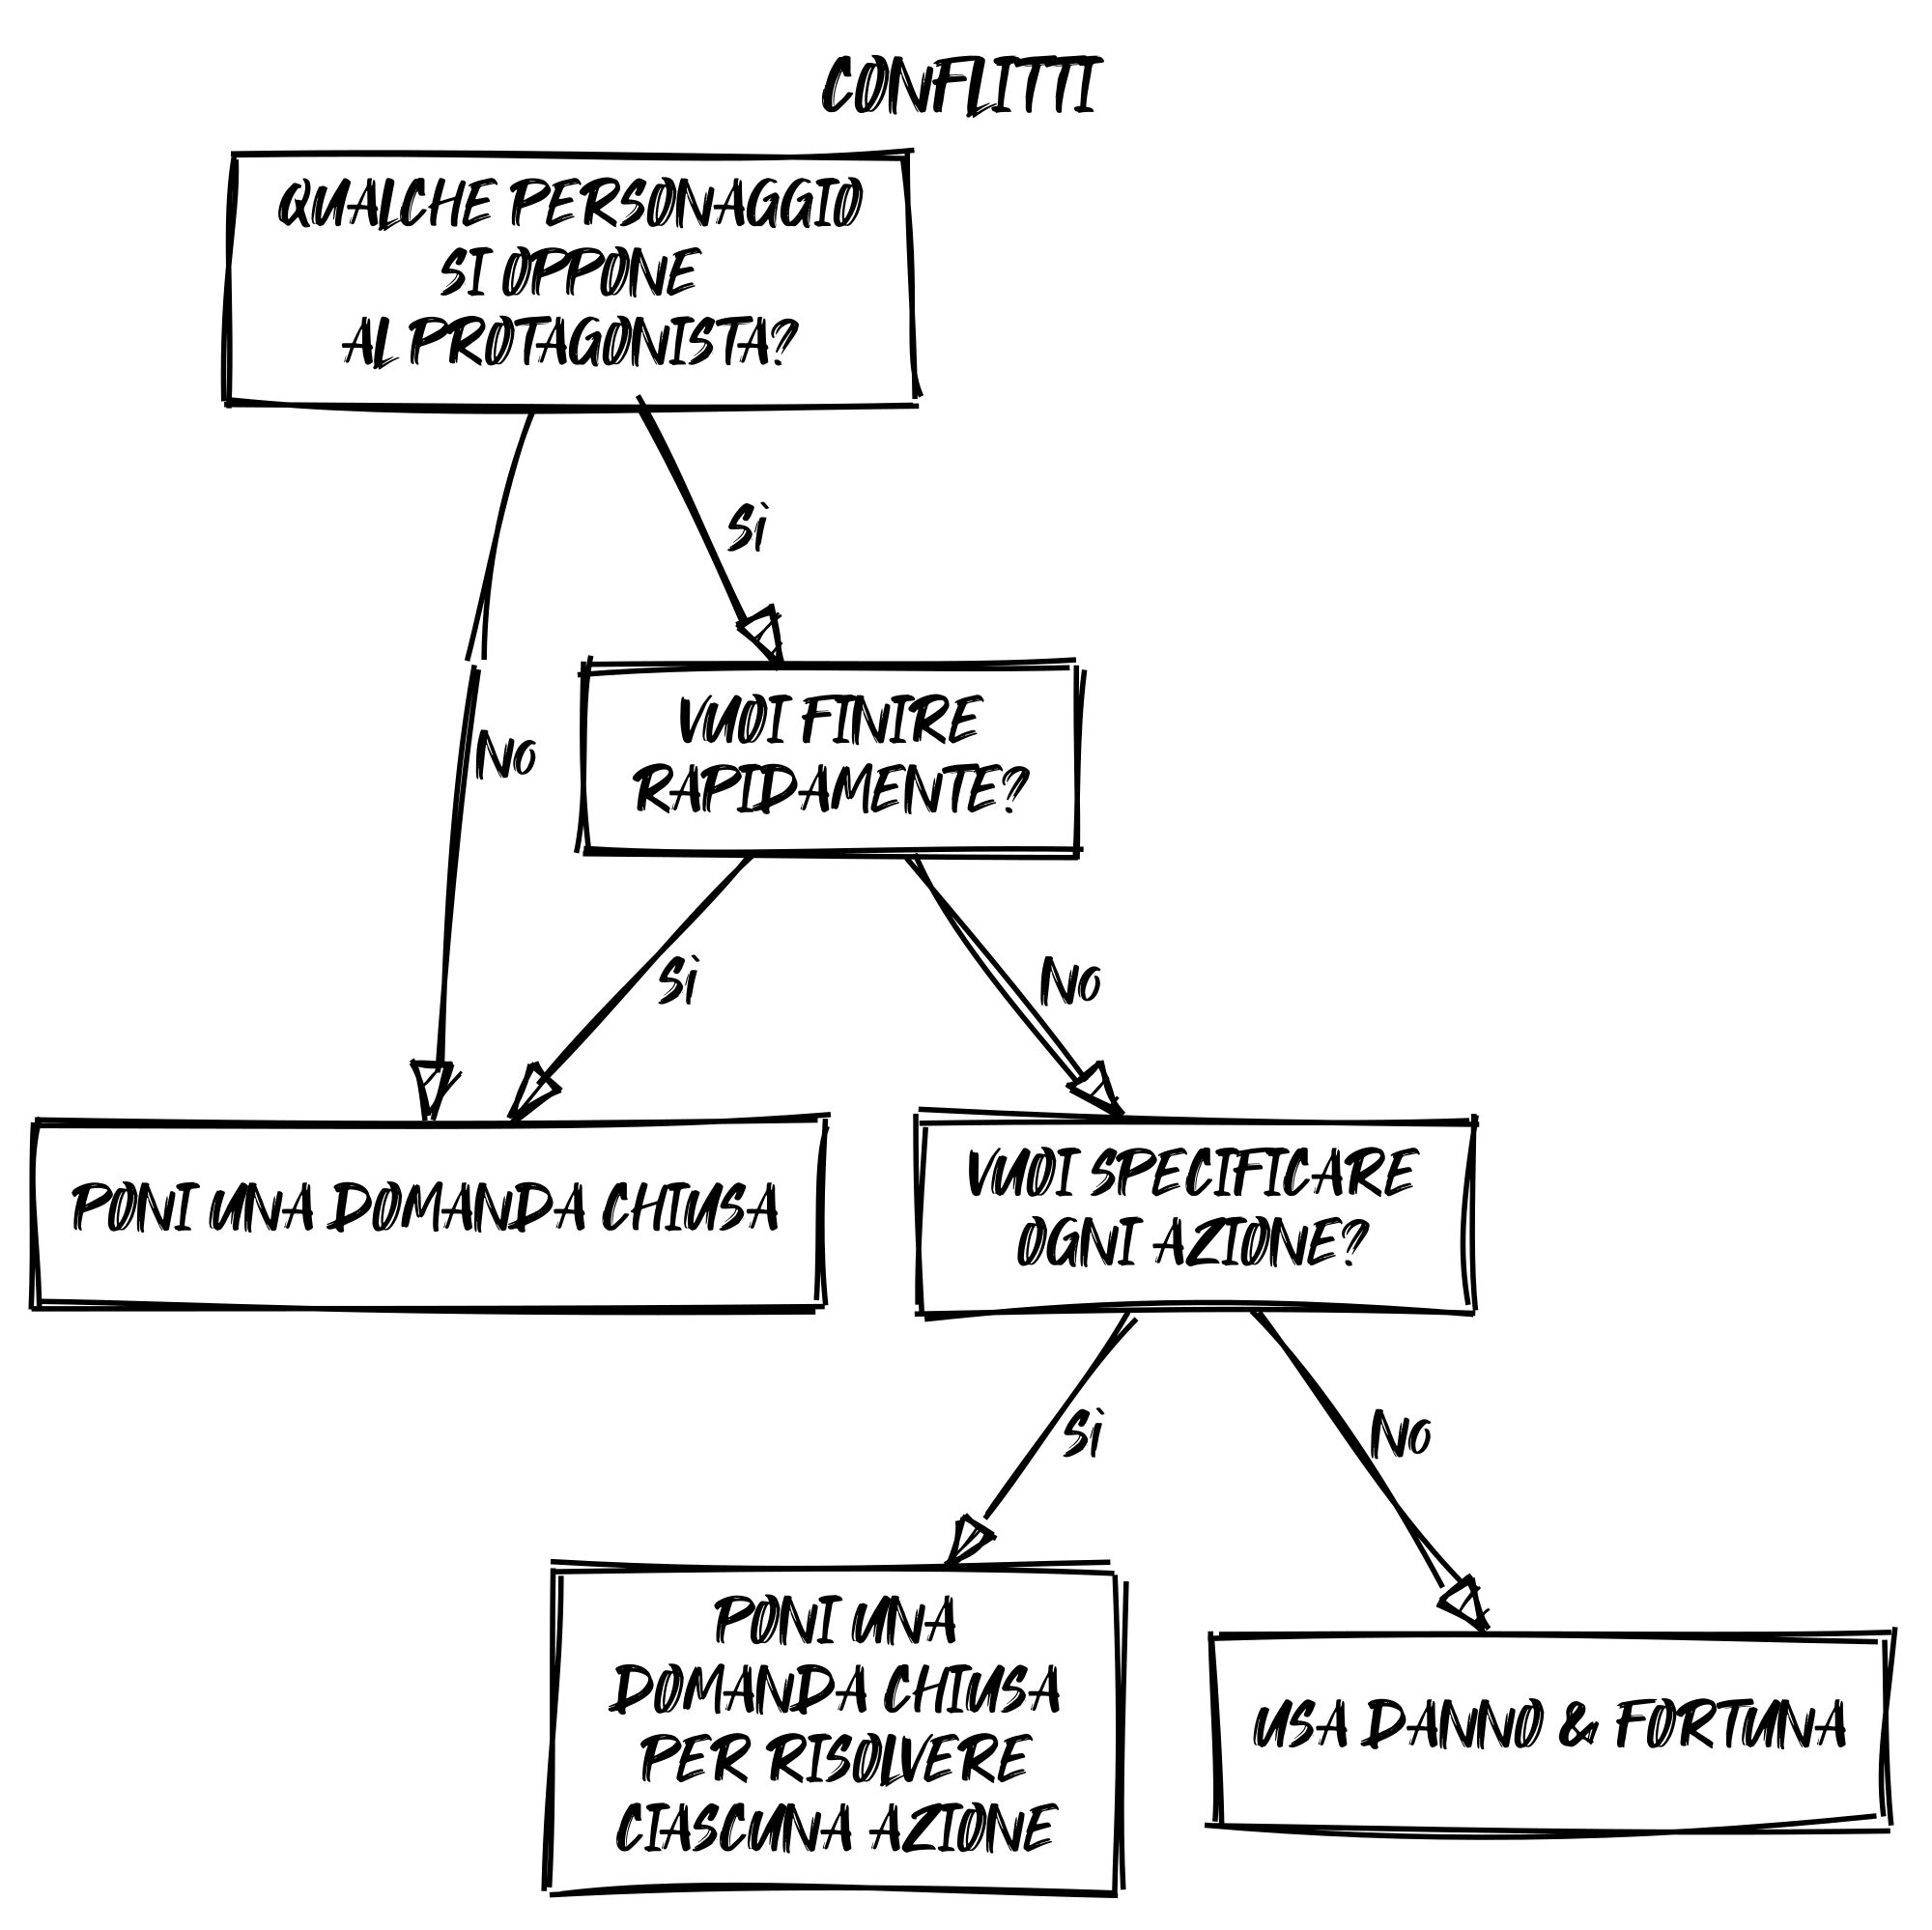 CONFLITTI
QUALCHE PERSONAGGIO
SI OPPONE
AL PROTAGONISTA?
Sì
VUOI FINIRE
RAPIDAMENTE?
No
Sì
No
PONI UNA DOMANDA CHIUSA
VUOI SPECIFICARE
OGNI AZIONE?
Sì
No
PONI UNA
DOMANDA CHIUSA
PER RISOLVERE
CIASCUNA AZIONE
USA DANNO & FORTUNA